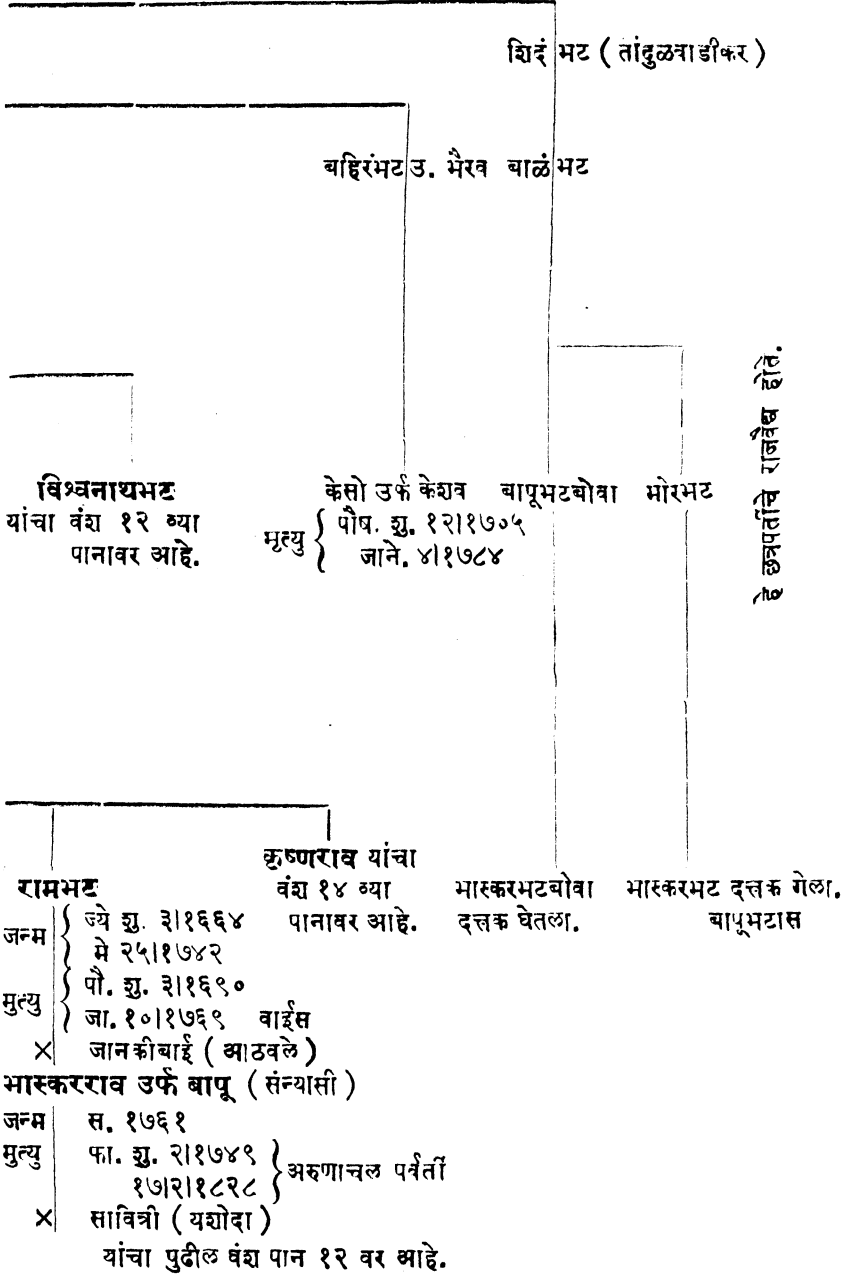 शिदंभट ( तांदुळवाडीकर )
बहिरंभट उ. भैरव बाळंभट
हे छत्रपतींचे राजवैद्य होते.
विश्वनाथभट
यांचा वंश १२ व्या
पानावर आहे.
केसो उर्फ केशव
मृत्यु { पौष. शु. १२।१७०५
जाने. ४।१७८४
बापूभटबोवा
मोरभट
कृष्णराव यांचा
वंश १४ व्या
पानावर आहे.
रामभट
जन्म { ज्ये शु. ३।१६६४
मे २५।१७४२
मुत्यु { पौ. शु. ३।१६९०
जा. १०।१७६९ वाईस
× जानकीबाई ( आठवले )
भास्करभटबोवा
दत्तक घेतला.
भास्करभट दत्तक गेला.
बापूभटास
भास्करराव उर्फ बापू ( संन्यासी )
जन्म स. १७६१
मुत्यु फा. शु. २।१७४९
१७।२।१८२८ } अरुणाचल पर्वतीं
× सावित्री ( यशोदा )
यांचा पुढील वंश पान १२ वर आहे.